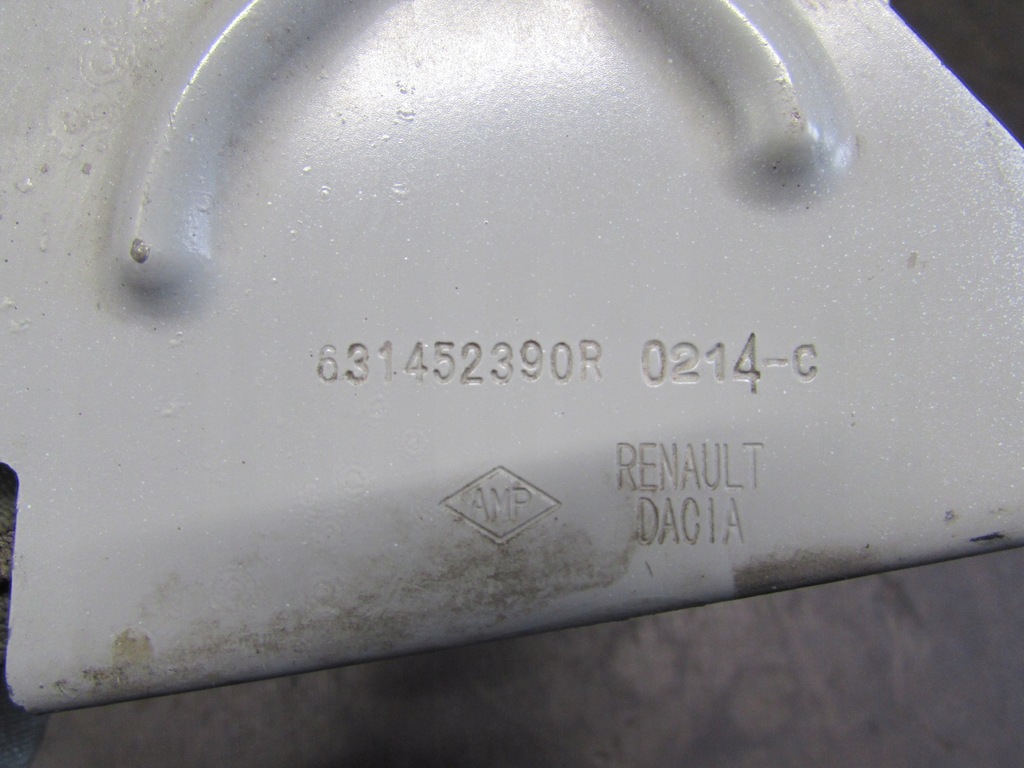 631452390R 0214-C
AMP
RENAULT
DACIA